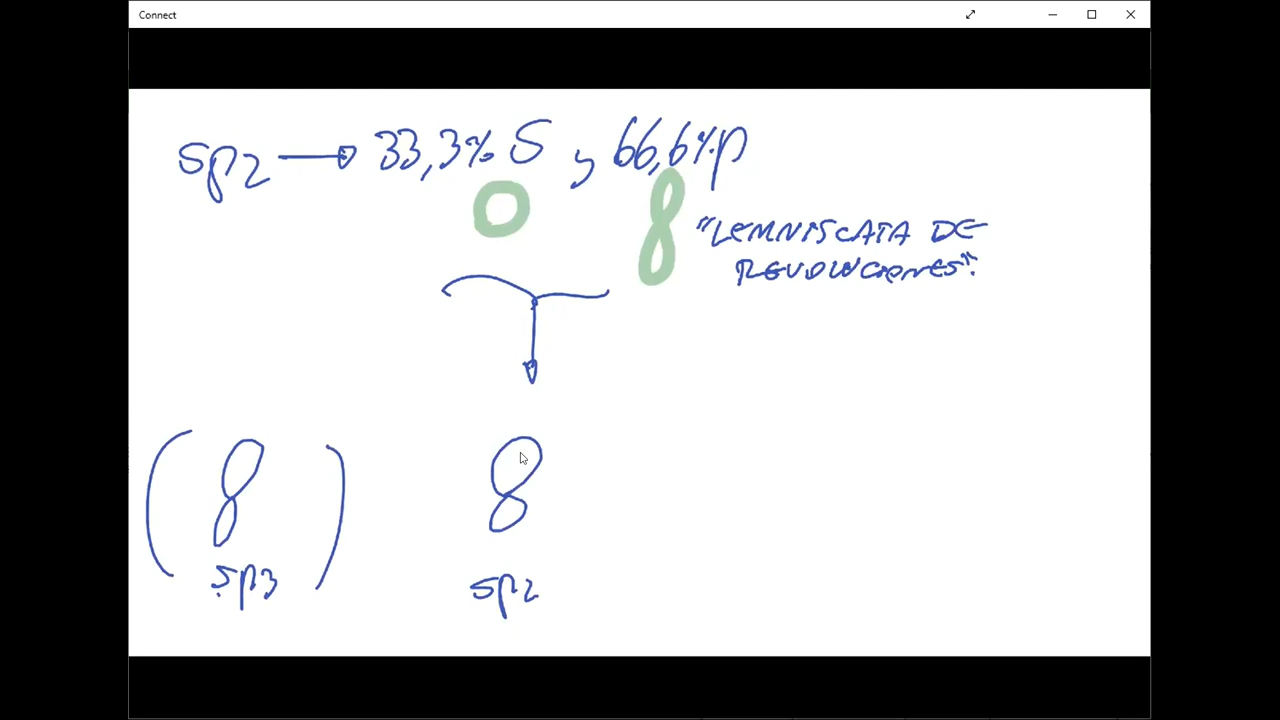 Connect
sp2 → 33,3% S y 66,6% p
"LEMNISCATA DE
REVOLUCIONES".
sp3
sp2